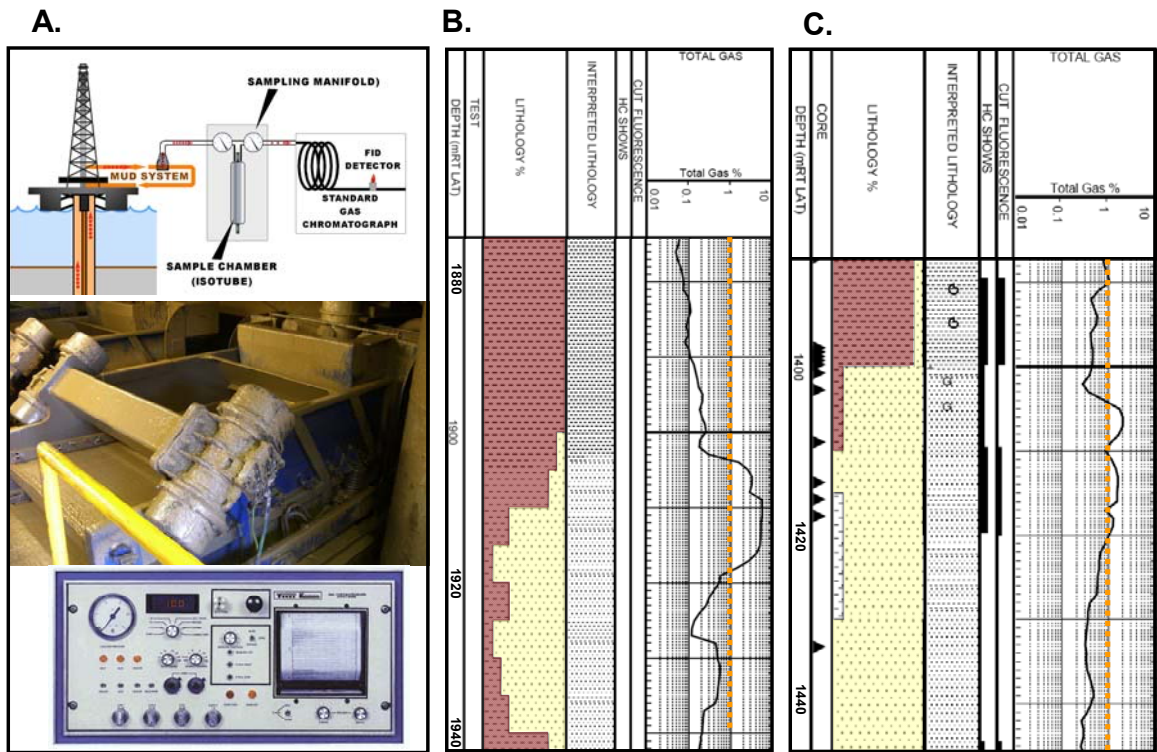 A.
B.
C.
SAMPLING MANIFOLD)
FID
DETECTOR
MUD SYSTEM
STANDARD
GAS
CHROMATOGRAPH
SAMPLE CHAMBER
(ISOTUBE)
DEPTH (mRT LAT)
TEST
LITHOLOGY %
INTERPRETED LITHOLOGY
HC SHOWS
CUT FLUORESCENCE
TOTAL GAS
Total Gas %
0.01
0.1
1
10
1880
1900
1920
1940
DEPTH (mRT LAT)
CORE
LITHOLOGY %
INTERPRETED LITHOLOGY
HC SHOWS
CUT FLUORESCENCE
TOTAL GAS
Total Gas %
0.01
0.1
1
10
1400
1420
1440